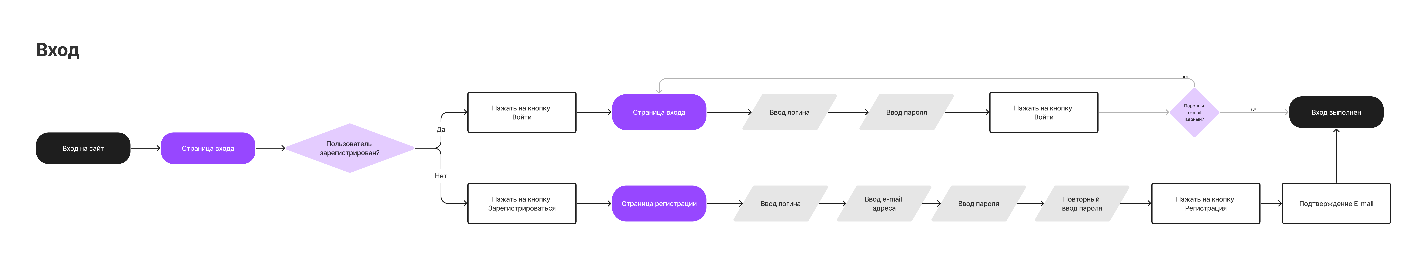 Вход
Вход на сайт
Страница входа
Пользователь
зарегистрирован?
Да
Нажать на кнопку
Войти
Страница входа
Ввод логина
Ввод пароля
Нажать на кнопку
Войти
Вход выполнен
Нет
Нажать на кнопку
Зарегистрироваться
Страница регистрации
Ввод логина
Ввод e-mail
адреса
Ввод пароля
Повторный
ввод пароля
Нажать на кнопку
Регистрация
Подтверждение E-mail